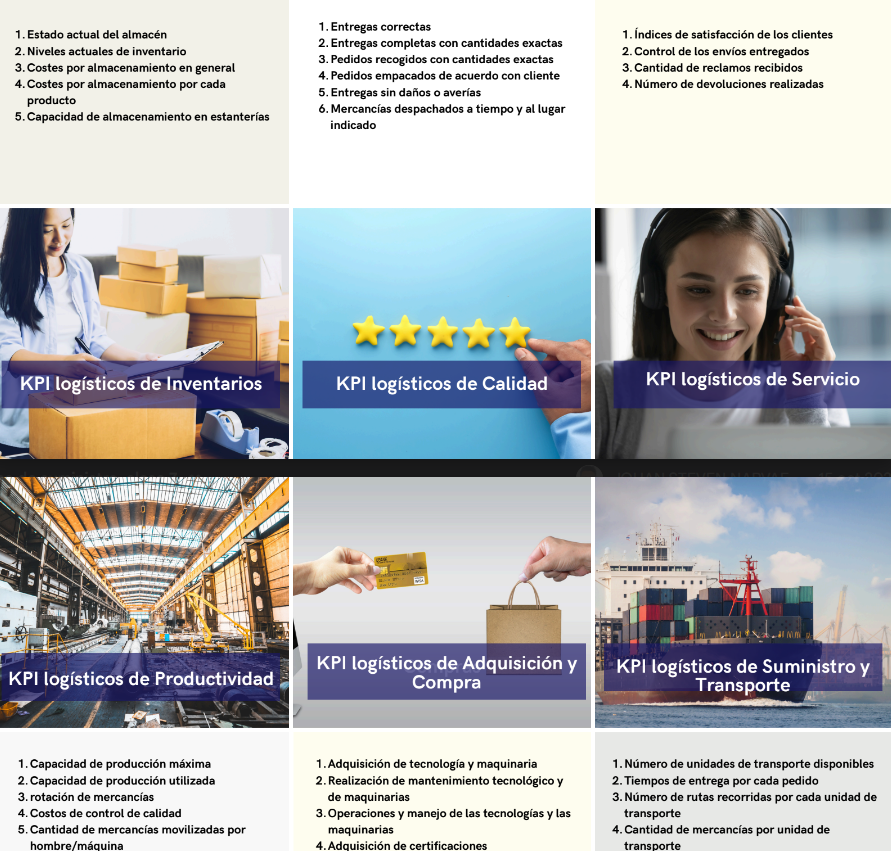 1. Estado actual del almacén
2. Niveles actuales de inventario
3. Costes por almacenamiento en general
4. Costes por almacenamiento por cada
producto
5. Capacidad de almacenamiento en estanterías
1. Entregas correctas
2. Entregas completas con cantidades exactas
3. Pedidos recogidos con cantidades exactas
4. Pedidos empacados de acuerdo con cliente
5. Entregas sin daños o averías
6. Mercancías despachados a tiempo y al lugar
indicado
1. Índices de satisfacción de los clientes
2. Control de los envíos entregados
3. Cantidad de reclamos recibidos
4. Número de devoluciones realizadas
KPI logísticos de Inventarios
KPI logísticos de Calidad
KPI logísticos de Servicio
KPI logísticos de Productividad
KPI logísticos de Adquisición y
Compra
KPI logísticos de Suministro y
Transporte
1. Capacidad de producción máxima
2. Capacidad de producción utilizada
3. rotación de mercancías
4. Costos de control de calidad
5. Cantidad de mercancías movilizadas por
hombre/máquina
1. Adquisición de tecnología y maquinaria
2. Realización de mantenimiento tecnológico y
de maquinarias
3. Operaciones y manejo de las tecnologías y las
maquinarias
4. Adquisición de certificaciones
1. Número de unidades de transporte disponibles
2. Tiempos de entrega por cada pedido
3. Número de rutas recorridas por cada unidad de
transporte
4. Cantidad de mercancías por unidad de
transporte